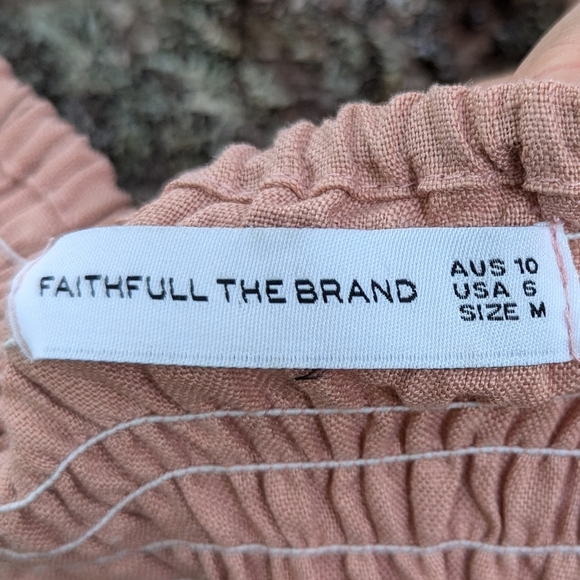 FAITHFULL THE BRAND
AUS 10
USA 6
SIZE M